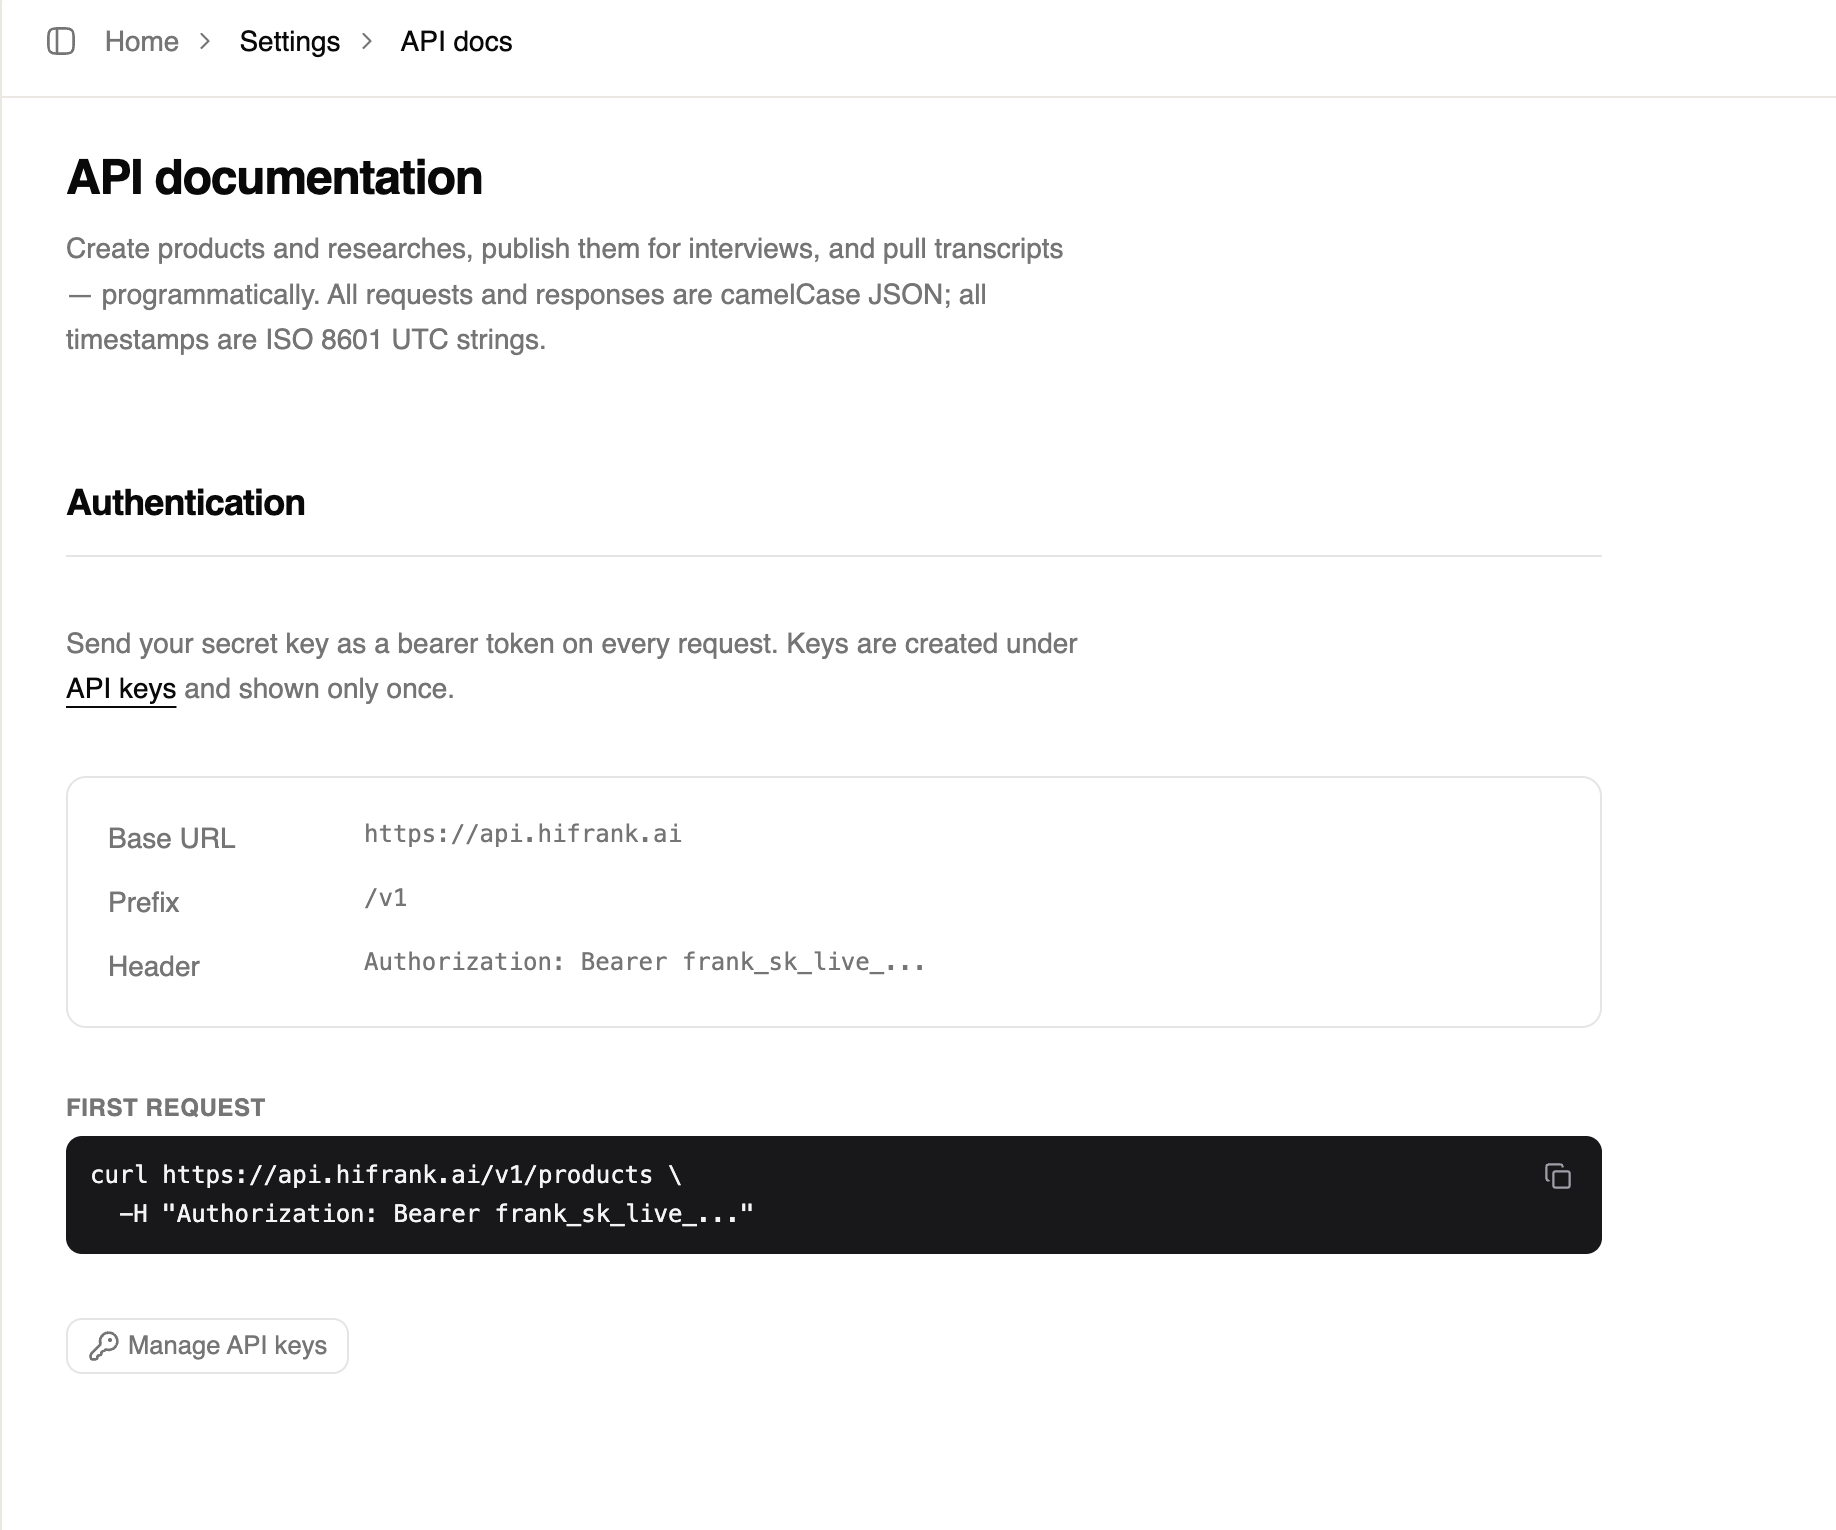 Home > Settings > API docs
API documentation
Create products and researches, publish them for interviews, and pull transcripts
— programmatically. All requests and responses are camelCase JSON; all
timestamps are ISO 8601 UTC strings.
Authentication
Send your secret key as a bearer token on every request. Keys are created under
API keys and shown only once.
Base URL https://api.hifrank.ai
Prefix /v1
Header Authorization: Bearer frank_sk_live_...
FIRST REQUEST
curl https://api.hifrank.ai/v1/products \
  -H "Authorization: Bearer frank_sk_live_..."
Manage API keys